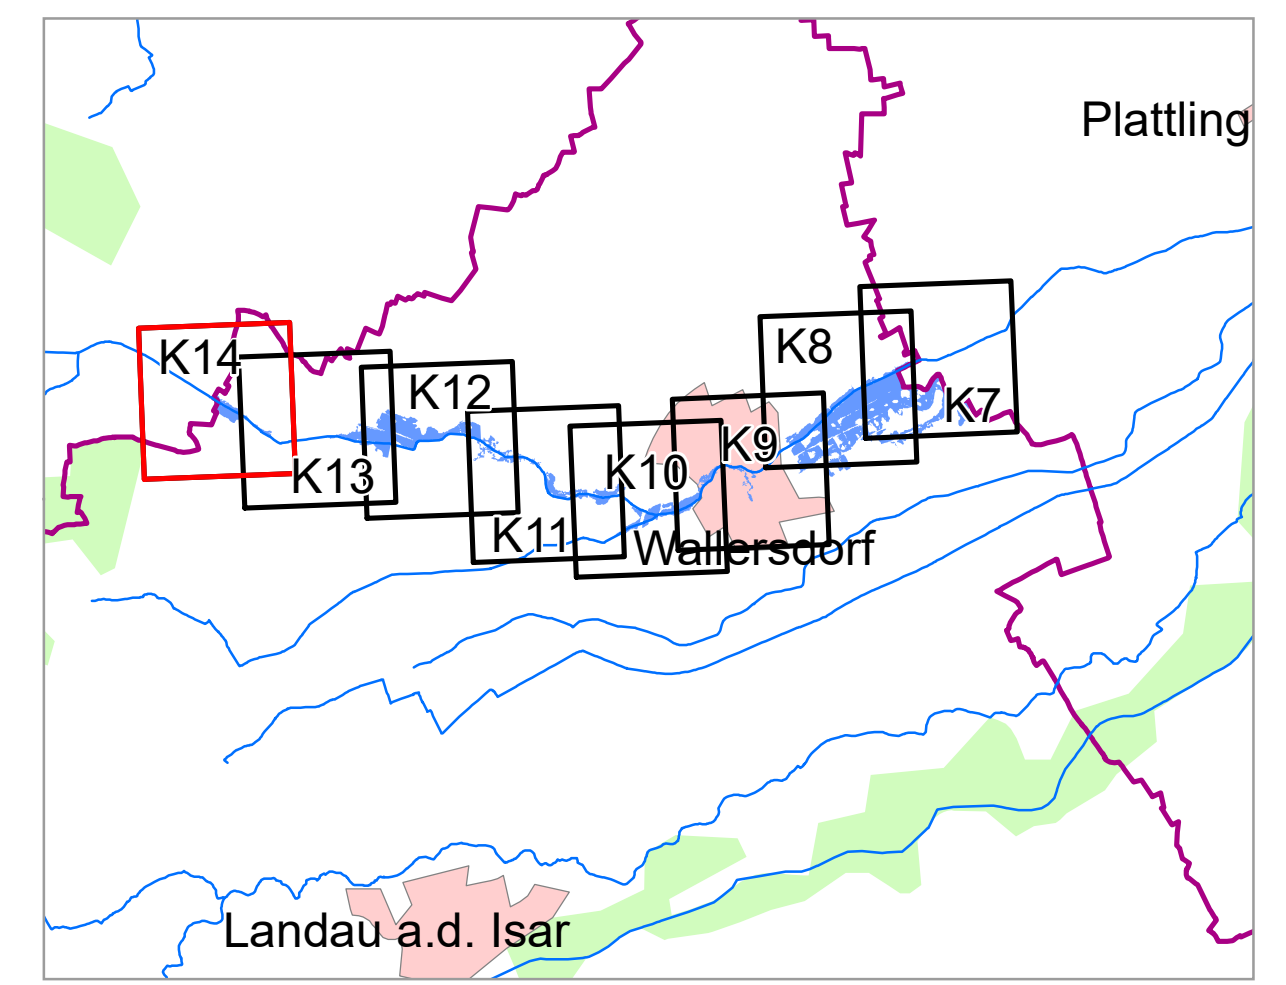 Plattling
K8
K14
K12
K7
K9
K10
K13
K11
Wallersdorf
Landau a.d. Isar